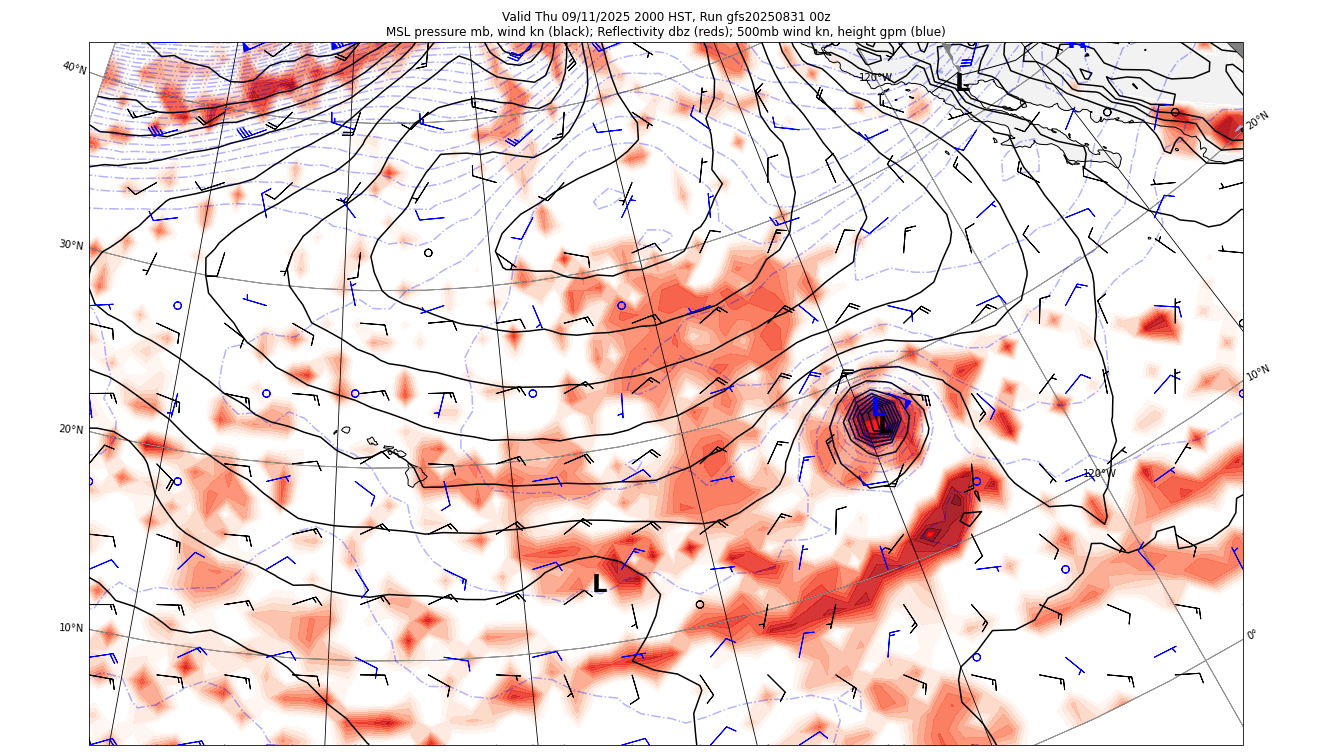 Valid Thu 09/11/2025 2000 HST, Run gfs20250831 00z
MSL pressure mb, wind kn (black); Reflectivity dbz (reds); 500mb wind kn, height gpm (blue)
40°N
120°W
L
20°N
30°N
10°N
L
L
20°N
120°W
L
10°N
0°